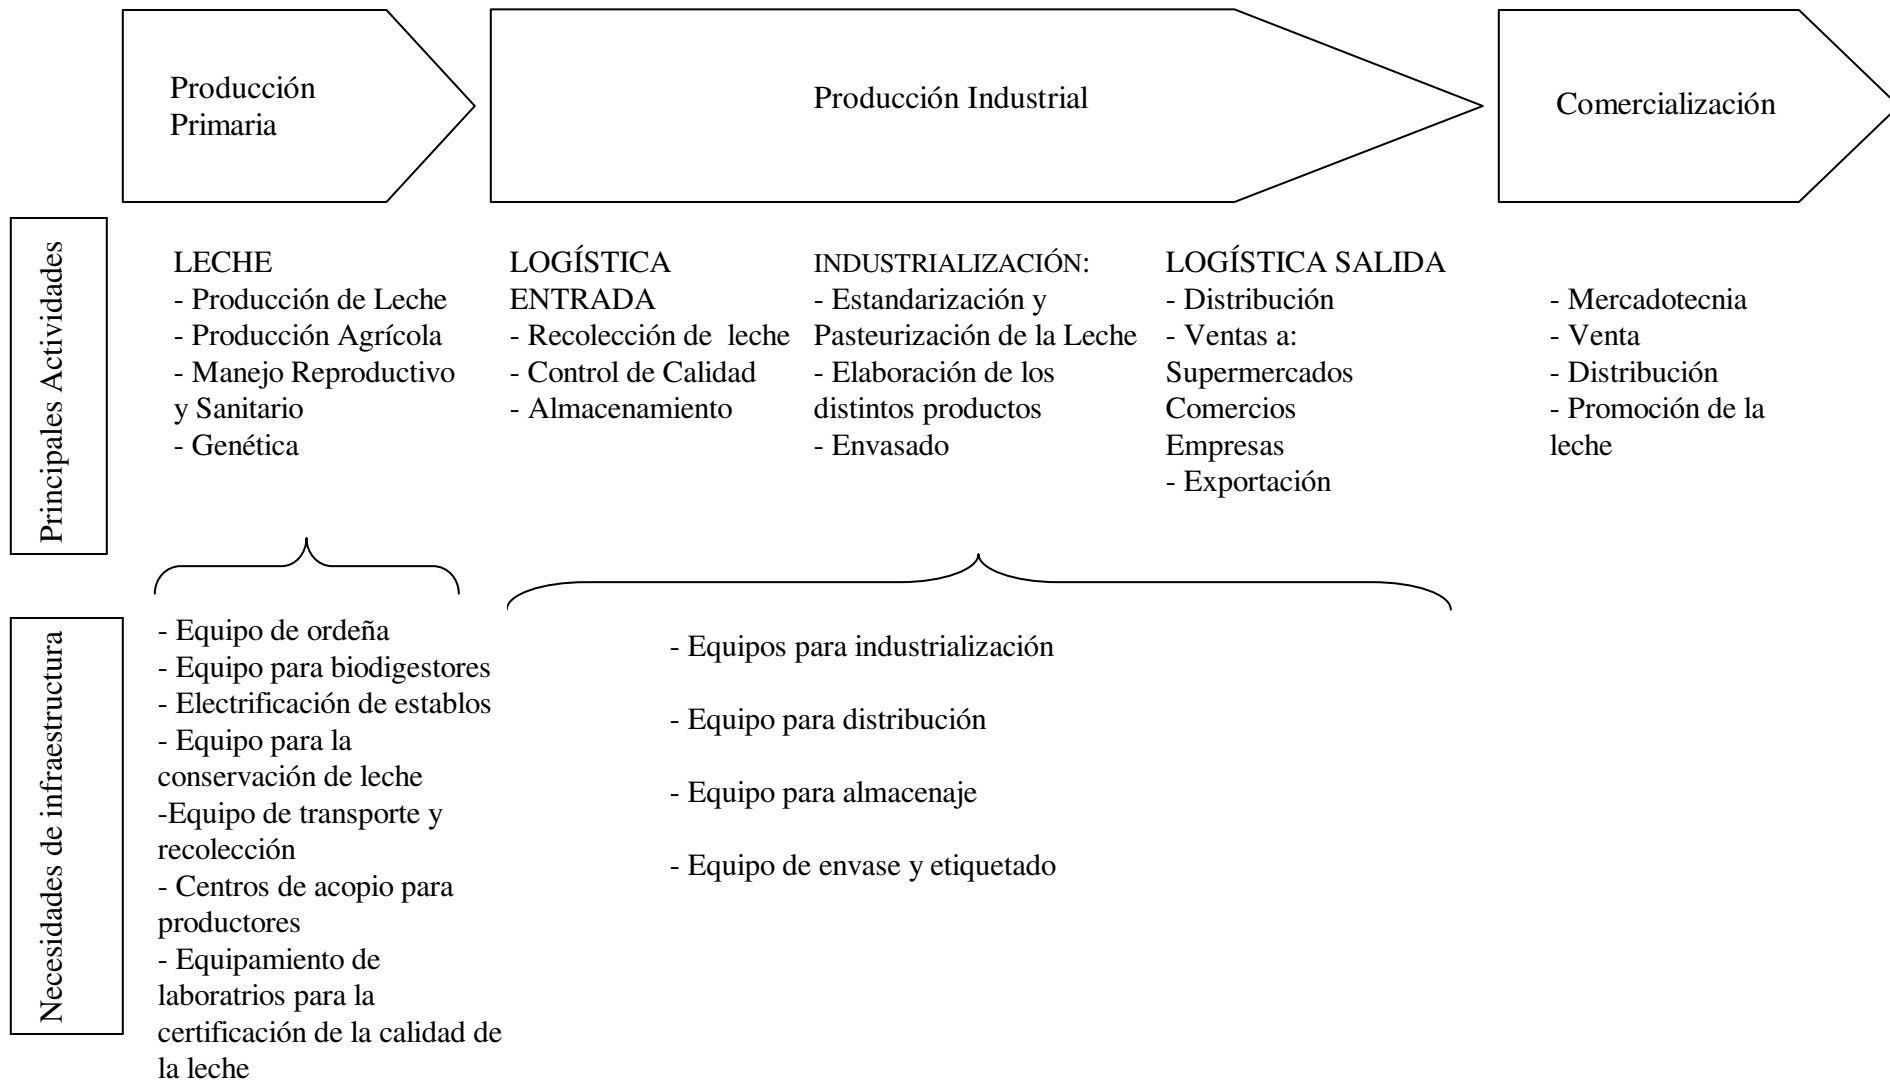 Producción
Primaria
Producción Industrial
Comercialización
Principales Actividades
LECHE
- Producción de Leche
- Producción Agrícola
- Manejo Reproductivo
y Sanitario
- Genética
LOGÍSTICA
ENTRADA
- Recolección de  leche
- Control de Calidad
- Almacenamiento
INDUSTRIALIZACIÓN:
- Estandarización y
Pasteurización de la Leche
- Elaboración de los
distintos productos
- Envasado
LOGÍSTICA SALIDA
- Distribución
- Ventas a:
Supermercados
Comercios
Empresas
- Exportación
- Mercadotecnia
- Venta
- Distribución
- Promoción de la
leche
Necesidades de infraestructura
- Equipo de ordeña
- Equipo para biodigestores
- Electrificación de establos
- Equipo para la
conservación de leche
-Equipo de transporte y
recolección
- Centros de acopio para
productores
- Equipamiento de
laboratrios para la
certificación de la calidad de
la leche
- Equipos para industrialización
- Equipo para distribución
- Equipo para almacenaje
- Equipo de envase y etiquetado